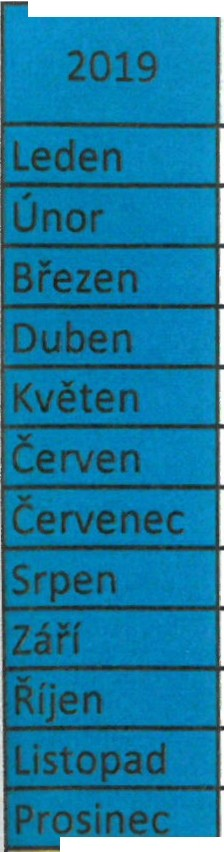 2019
Leden
Únor
Březen
Duben
Květen
Červen
Červenec
Srpen
Září
Říjen
Listopad
Prosinec